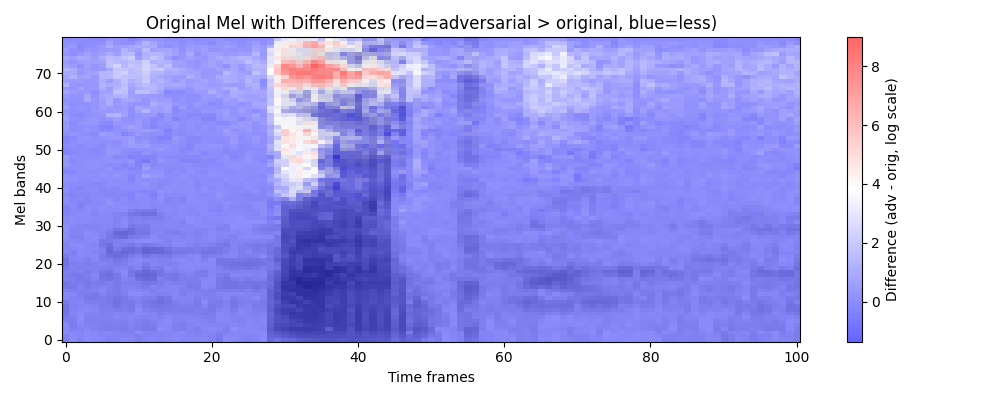 Original Mel with Differences (red=adversarial > original, blue=less)
Mel bands
70
60
50
40
30
20
10
0
0 20 40 60 80 100
Time frames
8
6
4
2
0
Difference (adv - orig, log scale)